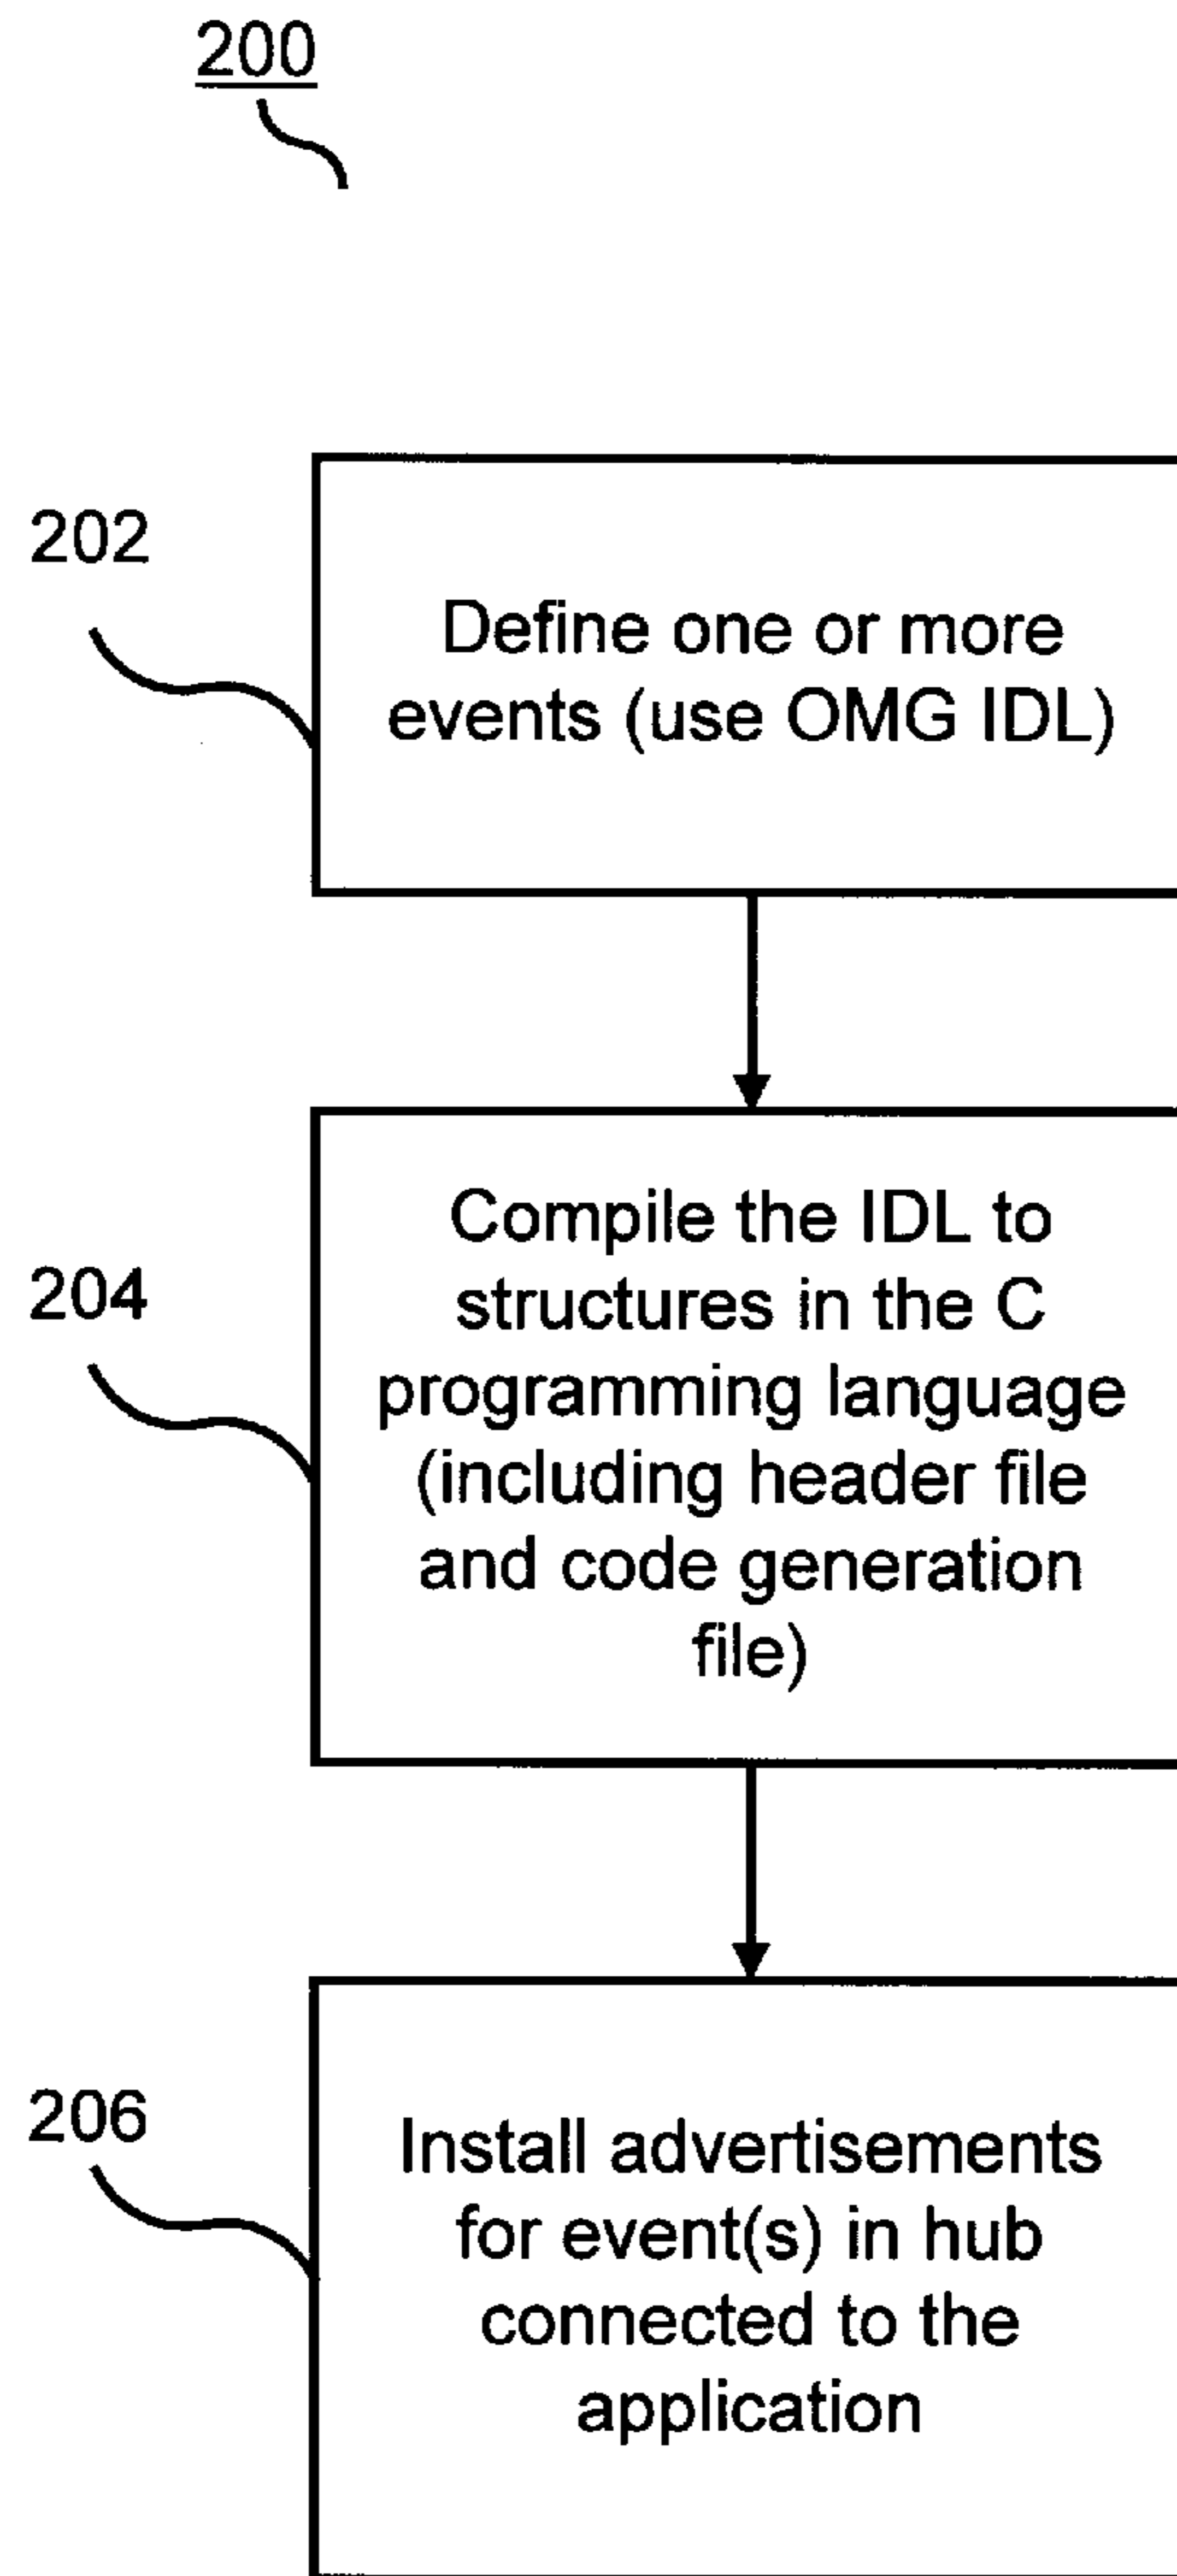 200
202
Define one or more
events (use OMG IDL)
204
Compile the IDL to
structures in the C
programming language
(including header file
and code generation
file)
206
Install advertisements
for event(s) in hub
connected to the
application